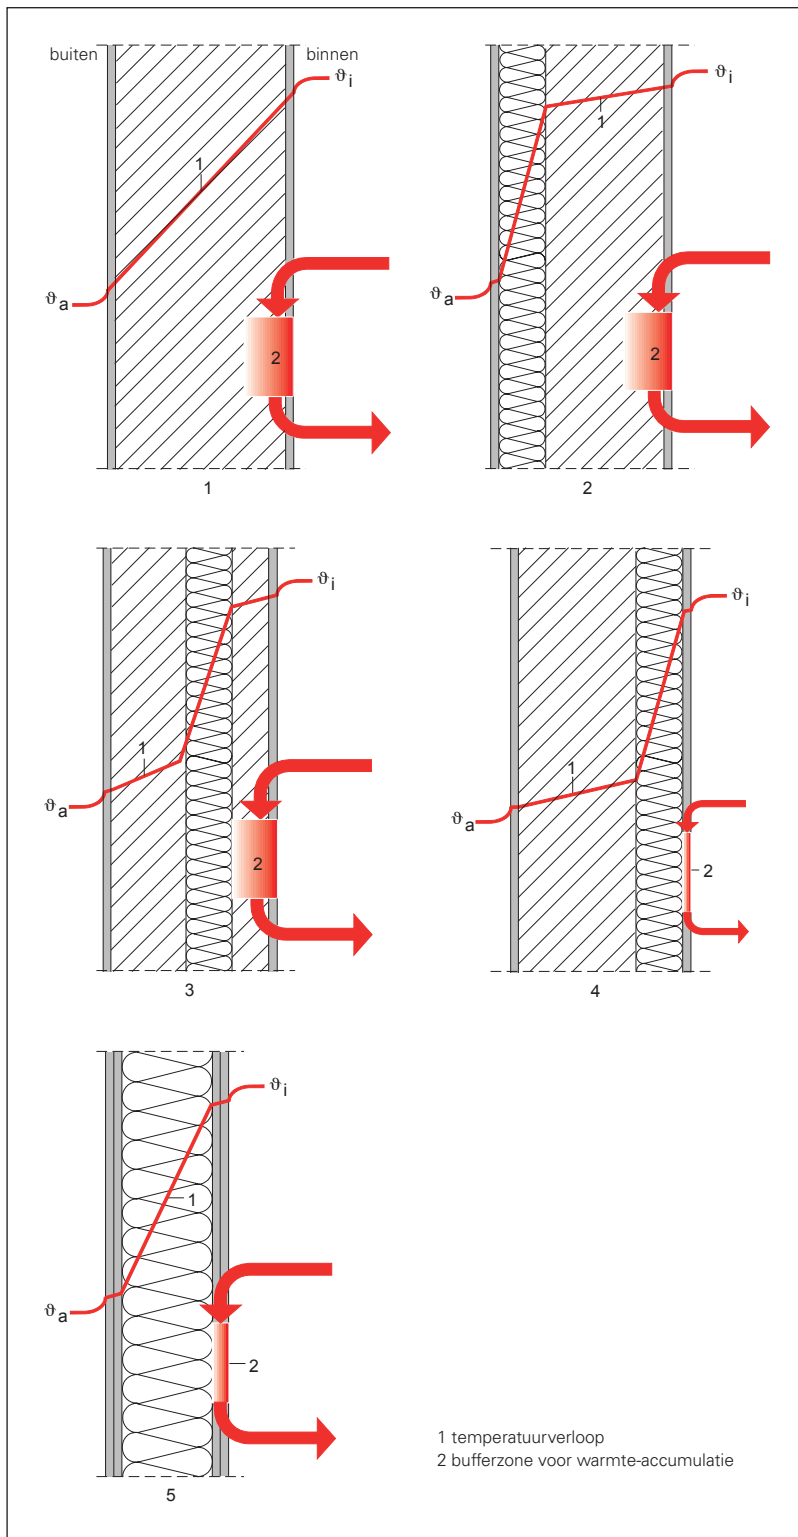 buiten binnen
ϑi
1
ϑa
2
1
ϑi
1
ϑa
2
2
ϑi
1
ϑa
2
3
ϑi
1
ϑa
2
4
ϑi
1
ϑa
2
5
1 temperatuurverloop
2 bufferzone voor warmte-accumulatie